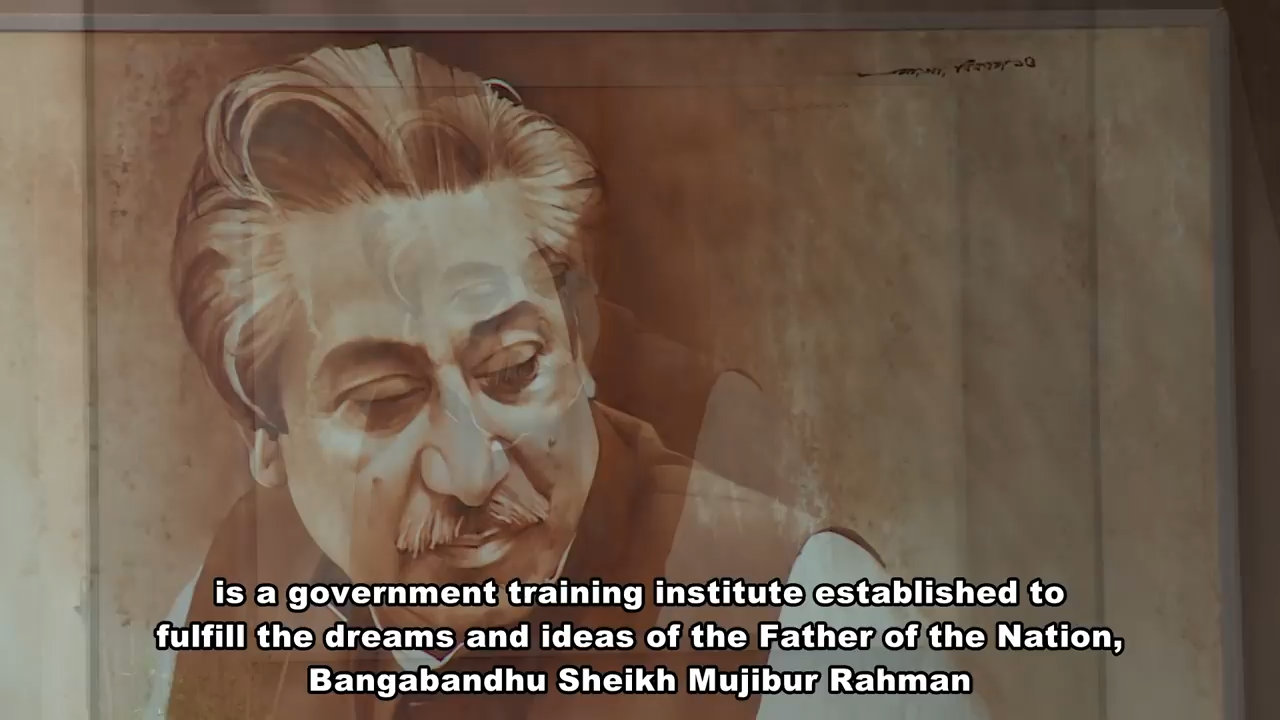 is a government training institute established to
fulfill the dreams and ideas of the Father of the Nation,
Bangabandhu Sheikh Mujibur Rahman